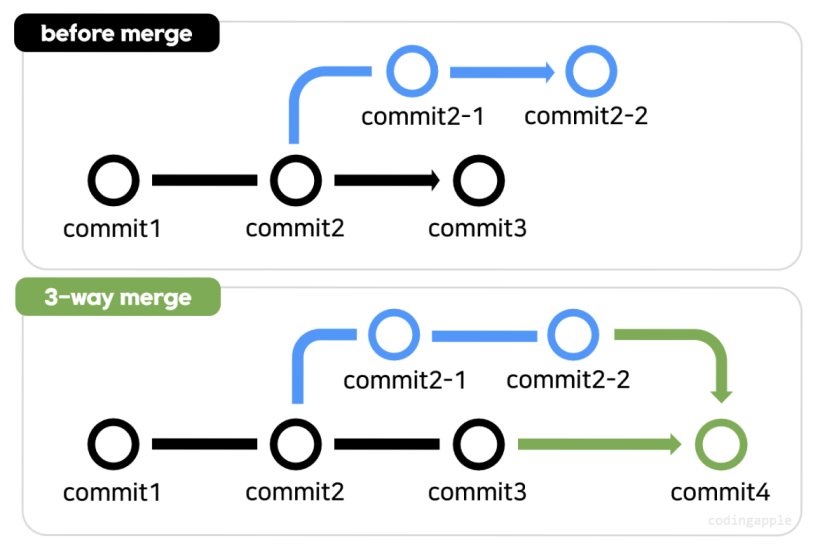 before merge
commit2-1 commit2-2
commit1 commit2 commit3
3-way merge
commit2-1 commit2-2
commit1 commit2 commit3 commit4
codingapple